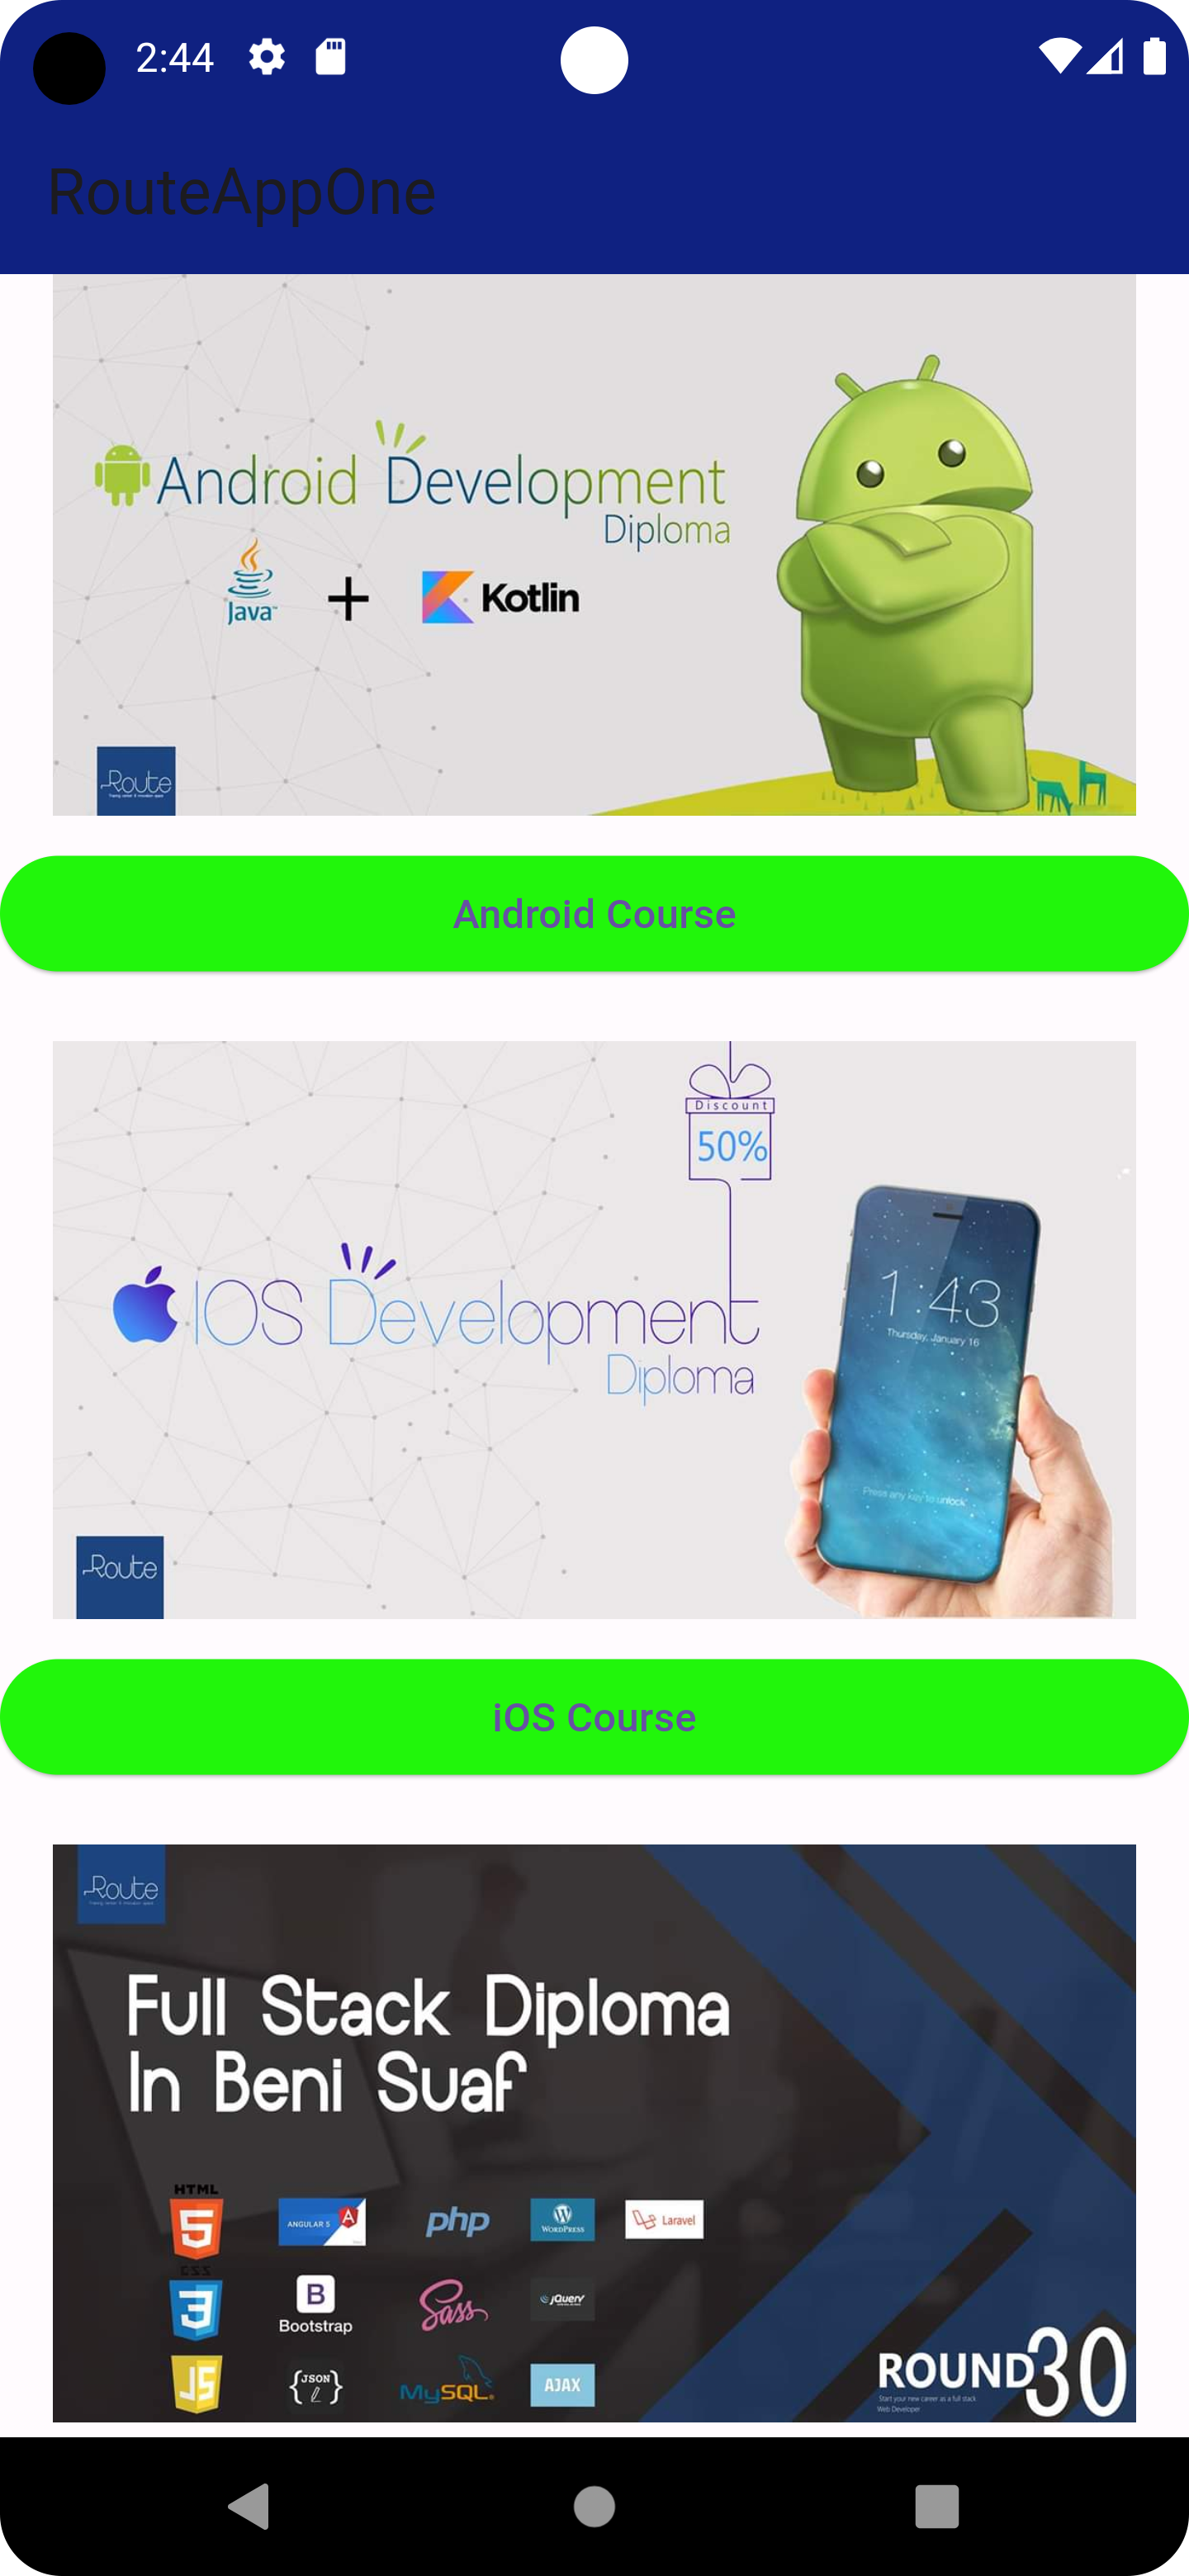 2:44
RouteAppOne
Android Development
Diploma
Java
+
Kotlin
Route
Android Course
Discount
50%
IOS Development
Diploma
1:43
Thursday, January 16
Press any key to unlock
Route
iOS Course
Route
Full Stack Diploma
In Beni Suaf
HTML
5
ANGULAR 5
A
php
W
WORDPRESS
Laravel
CSS
3
B
Bootstrap
Sass
jQuery
JS
{JSON}
MySQL
AJAX
ROUND30
Start your new career as a full stack
Web Developer